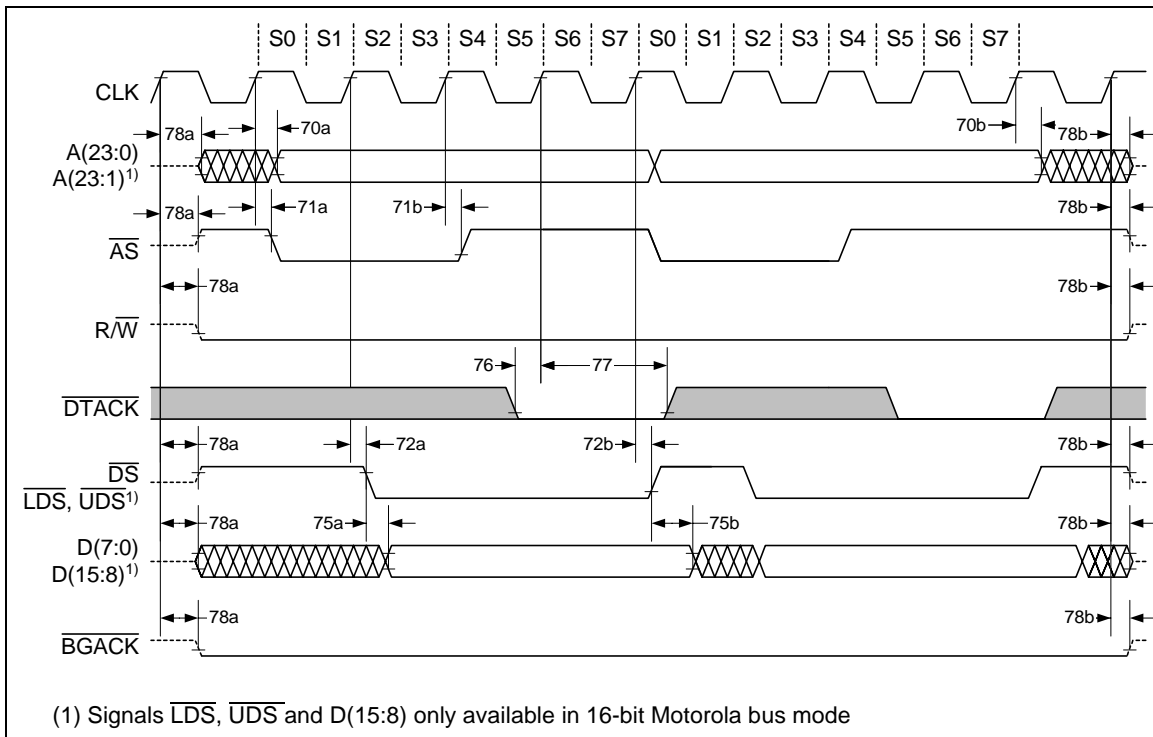 S0 S1 S2 S3 S4 S5 S6 S7 S0 S1 S2 S3 S4 S5 S6 S7
CLK
78a 70a 70b 78b
A(23:0)
A(23:1)1)
78a 71a 71b 78b
AS
78a 78b
R/W
76 77
DTACK
78a 72a 72b 78b
DS
LDS, UDS1)
78a 75a 75b 78b
D(7:0)
D(15:8)1)
78a 78b
BGACK
(1) Signals LDS, UDS and D(15:8) only available in 16-bit Motorola bus mode